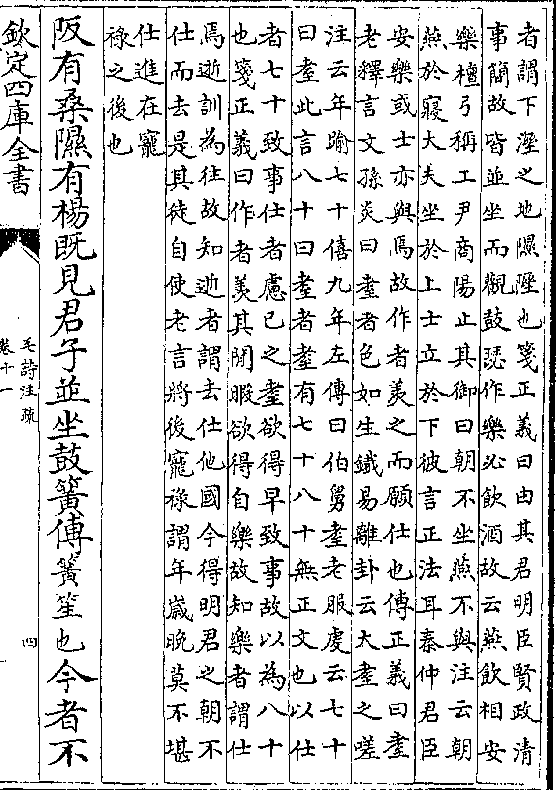 者謂下溼之地隰隰也箋正義曰由其君明臣賢政清
事簡故皆並坐而觀鼓瑟作樂必飲酒故云燕飲相安
樂檀弓稱工尹商陽止其御曰朝不坐燕不與注云朝
燕於寢大夫坐於上士立於下彼言正法耳秦仲君臣
安樂或士亦與焉故作者美之而願仕也傳正義曰耋
老釋言文孫炎曰耋者色如生鐵易離卦云大耋之嗟
注云年踰七十僖九年左傳曰伯舅耋老服虔云七十
曰耋此言八十曰耋者耋有七十八十無正文也以仕
者七十致事仕者慮己之耋欲得早致事故以為八十
也箋正義曰作者羡其閒暇欲得自樂故知樂者謂仕
焉逝訓為往故知逝者謂去仕他國今得明君之朝不
仕而去是其徒自使老言將後寵祿謂年嵗晚莫不堪
仕進在寵
祿之後也
阪有桑隰有楊既見君子並坐鼓簧傳簧笙也今者不
欽定四庫全書
毛詩注疏
卷十一
四